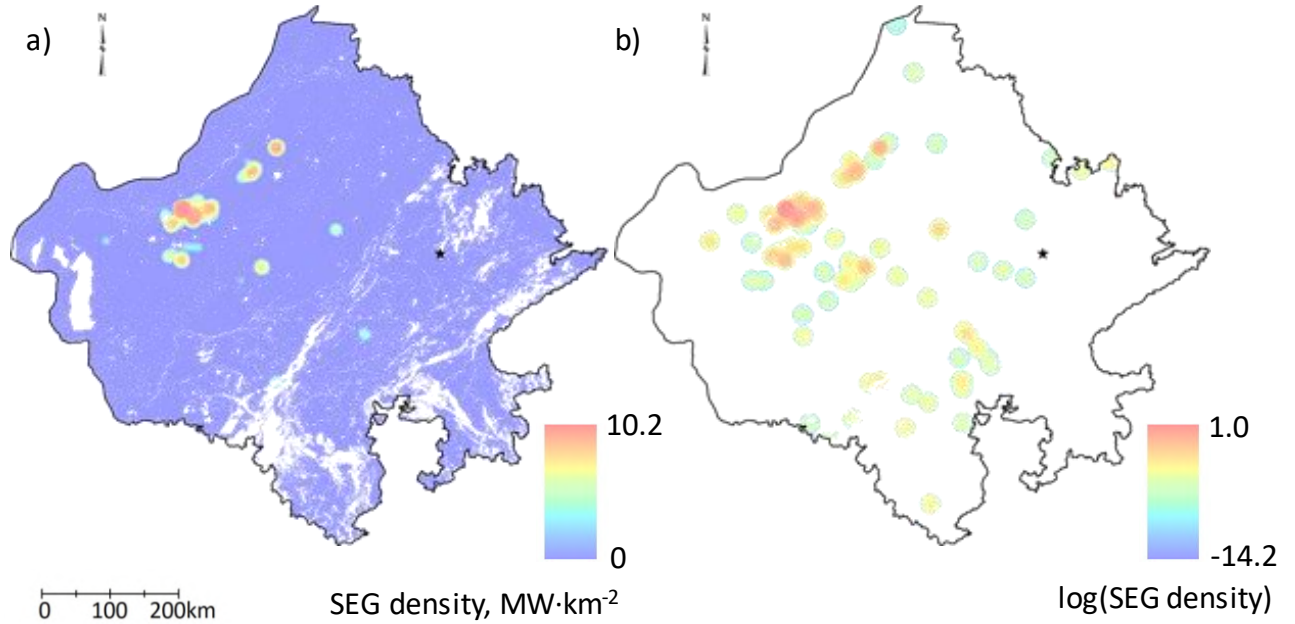 a)
N
b)
N
10.2
0
1.0
-14.2
0 100 200km
SEG density, MW·km-2
log(SEG density)